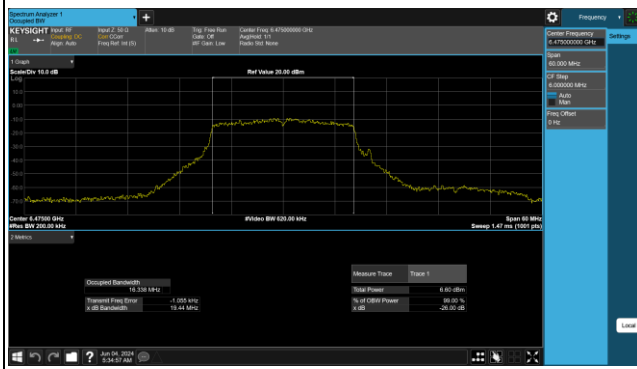 Spectrum Analyzer 1
Occupied BW
+
Frequency
KEYSIGHT
RL
Input: RF
Coupling: DC
Align: Auto
Input Z: 50 Ω
Corr CCorr
Freq Ref: Int (S)
Atten: 10 dB
Trig: Free Run
Gate: Off
#IF Gain: Low
Center Freq: 6.475000000 GHz
Avg|Hold: 1/1
Radio Std: None
Center Frequency
6.475000000 GHz
Settings
Span
60.000 MHz
CF Step
6.000000 MHz
Auto
Man
Freq Offset
0 Hz
1 Graph
Scale/Div 10.0 dB
Ref Value 20.00 dBm
Log
10.0
0.00
Center 6.47500 GHz
#Res BW 200.00 kHz
#Video BW 620.00 kHz
Span 60 MHz
Sweep 1.47 ms (1001 pts)
2 Metrics
Measure Trace
Trace 1
Occupied Bandwidth
16.338 MHz
Total Power
6.60 dBm
Transmit Freq Error
-1.055 kHz
% of OBW Power
99.00 %
x dB Bandwidth
19.44 MHz
x dB
-26.00 dB
Local
?
Jun 04, 2024
5:34:57 AM